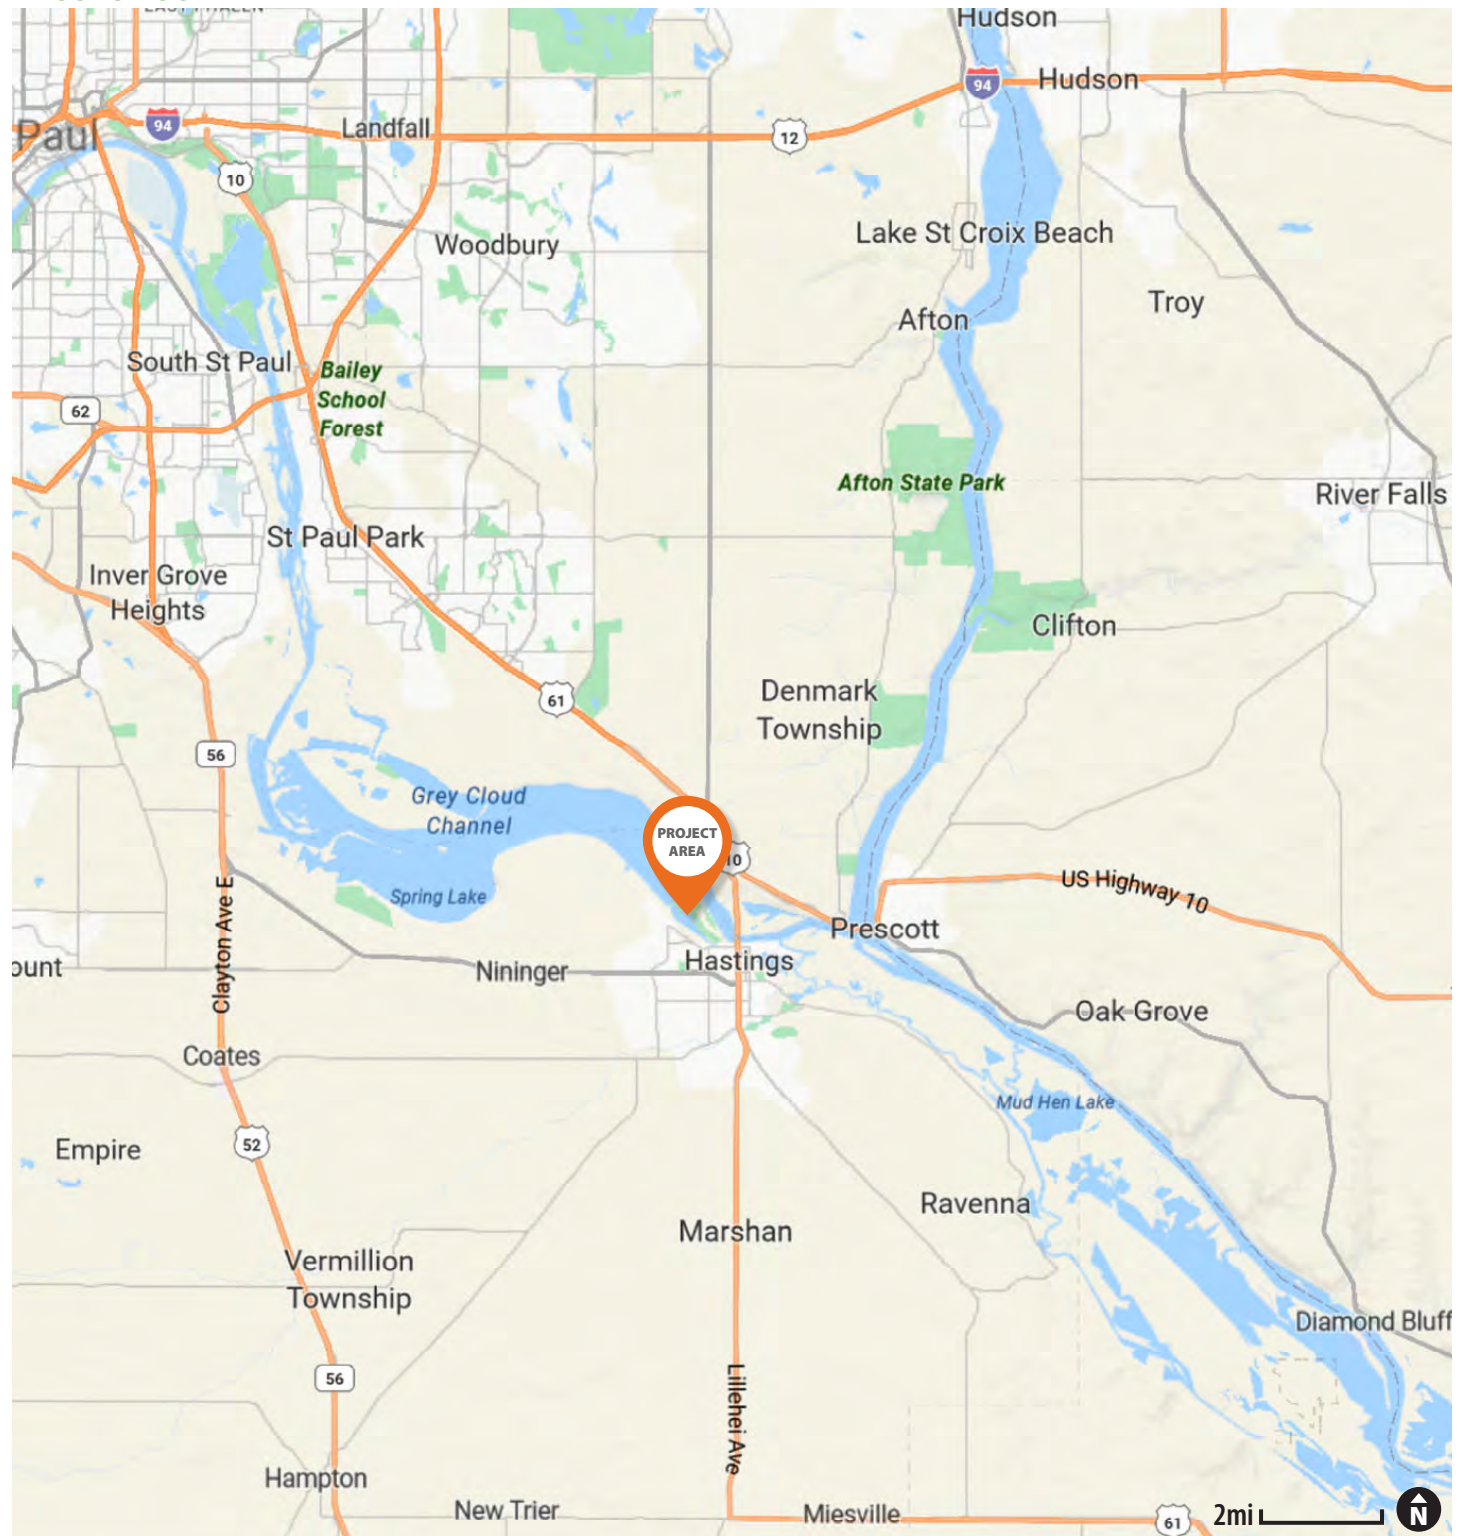 Hudson
94
Hudson
Paul
94
Landfall
12
10
Woodbury
Lake St Croix Beach
Troy
Afton
South St Paul
Bailey
School
Forest
62
Afton State Park
River Falls
St Paul Park
Inver Grove
Heights
Clifton
Denmark
Township
61
56
Grey Cloud
Channel
PROJECT
AREA
10
Spring Lake
US Highway 10
Clayton Ave E
Prescott
Hastings
ount
Nininger
Oak Grove
Coates
Mud Hen Lake
52
Empire
Ravenna
Marshan
Vermillion
Township
Diamond Bluff
56
Lillehei Ave
Hampton
New Trier
Miesville
61
2mi
N